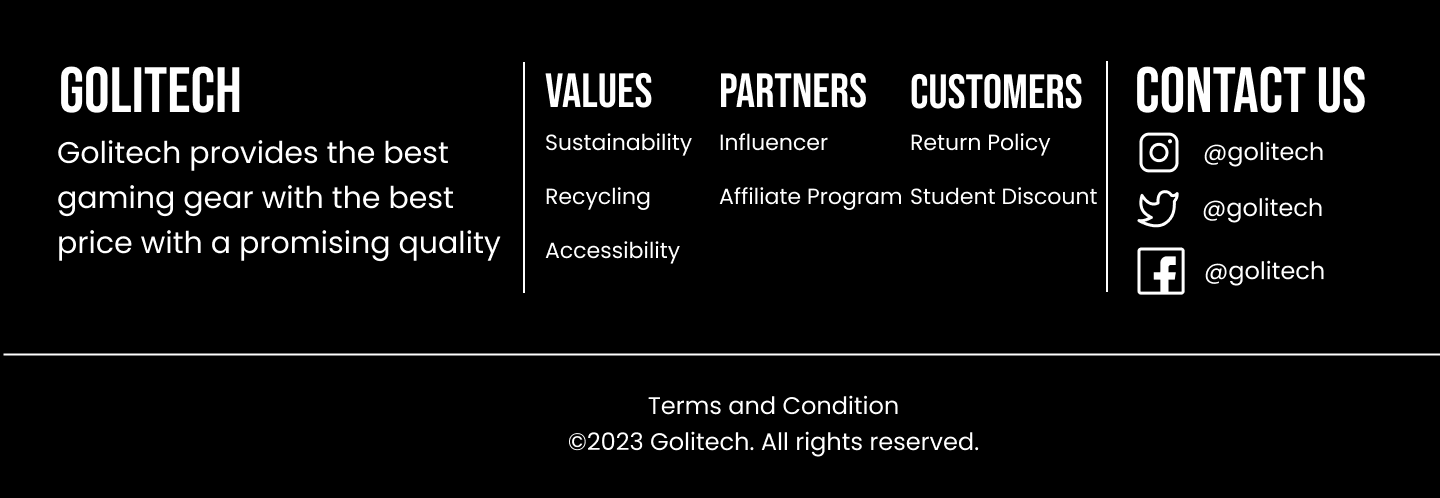 GOLITECH
Golitech provides the best
gaming gear with the best
price with a promising quality
VALUES
Sustainability
Recycling
Accessibility
PARTNERS
Influencer
Affiliate Program
CUSTOMERS
Return Policy
Student Discount
CONTACT US
@golitech
@golitech
@golitech
Terms and Condition
©2023 Golitech. All rights reserved.